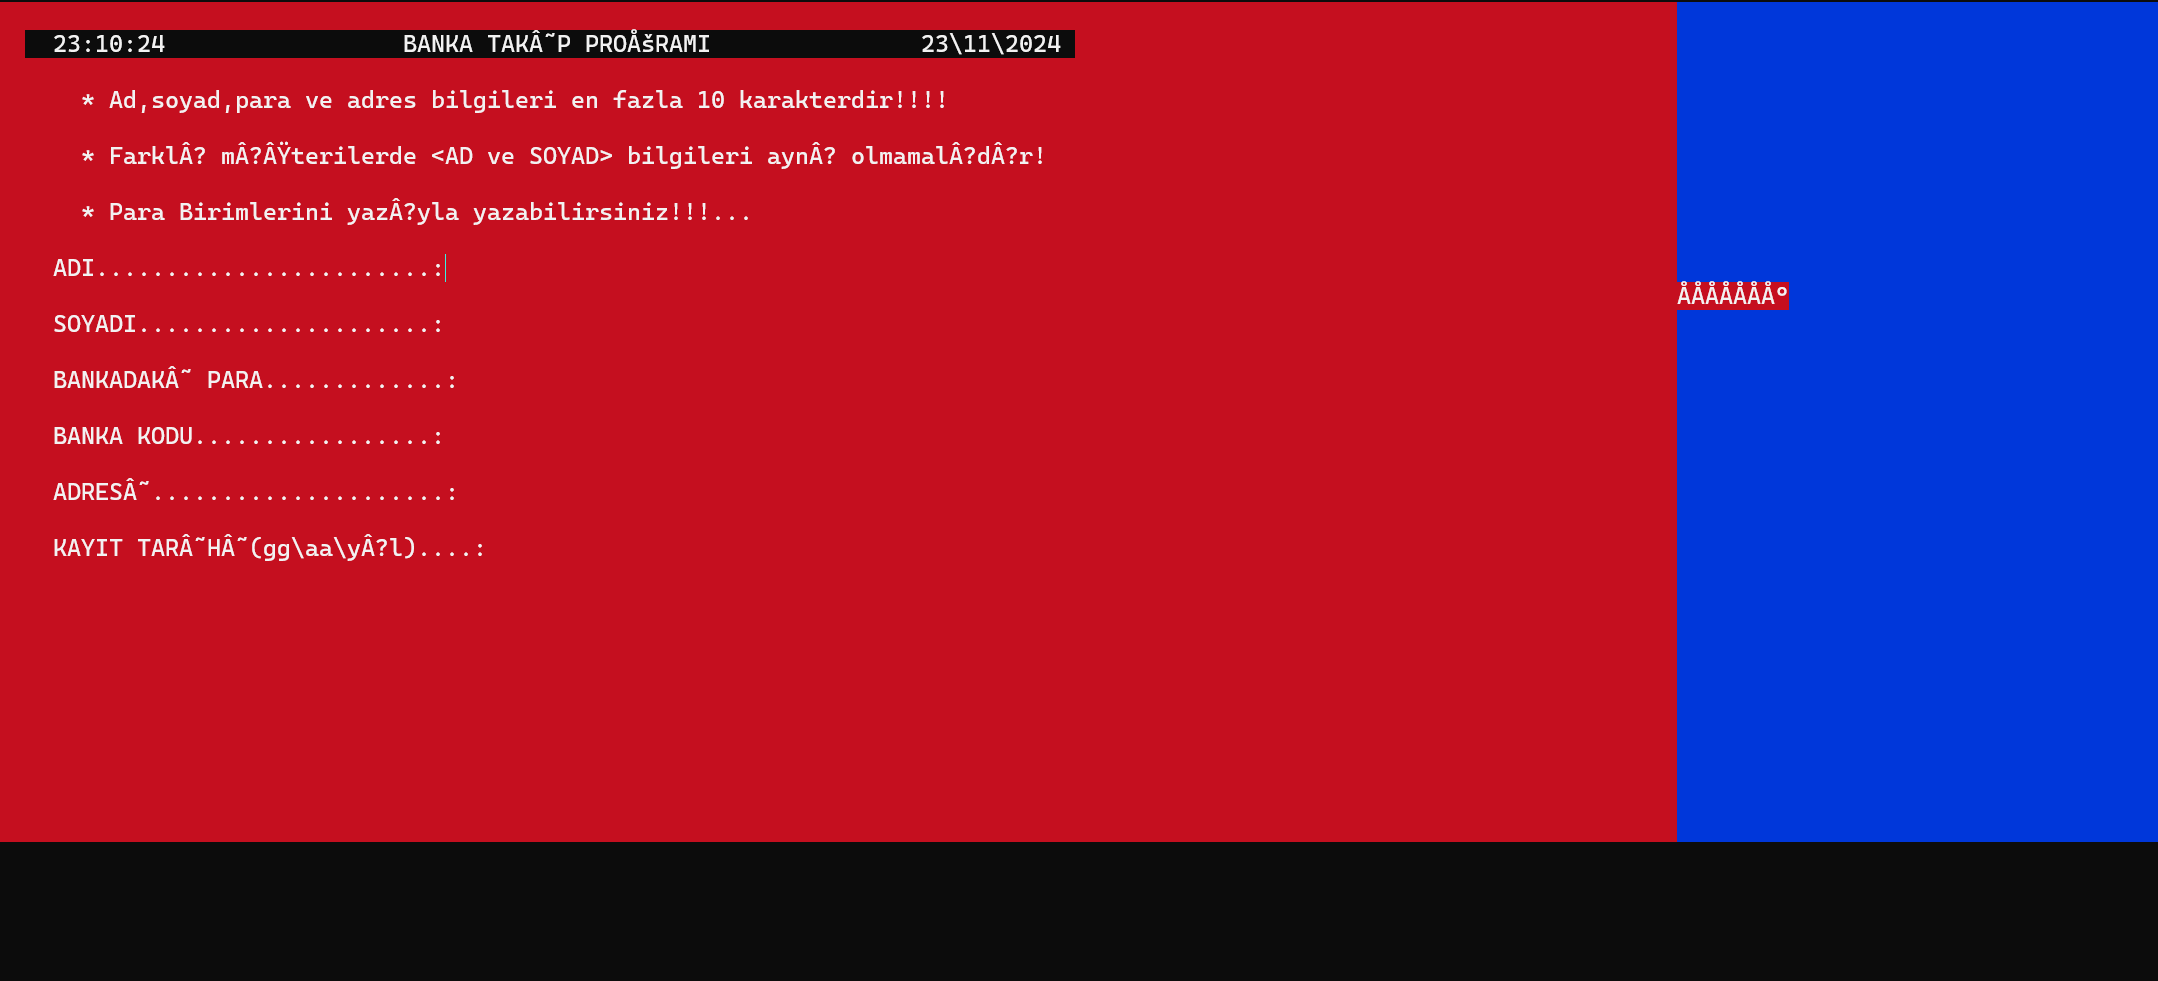 23:10:24 BANKA TAKÂ˜P PROÅšRAMI 23\11\2024
* Ad,soyad,para ve adres bilgileri en fazla 10 karakterdir!!!!
* FarklÂ? mÂ?ÂŸterilerde <AD ve SOYAD> bilgileri aynÂ? olmamalÂ?dÂ?r!
* Para Birimlerini yazÂ?yla yazabilirsiniz!!!...
ADI........................:
ÅÅÅÅÅÅÅº
SOYADI.....................:
BANKADAKÂ˜ PARA.............:
BANKA KODU.................:
ADRESÂ˜.....................:
KAYIT TARÂ˜HÂ˜(gg\aa\yÂ?l)....: